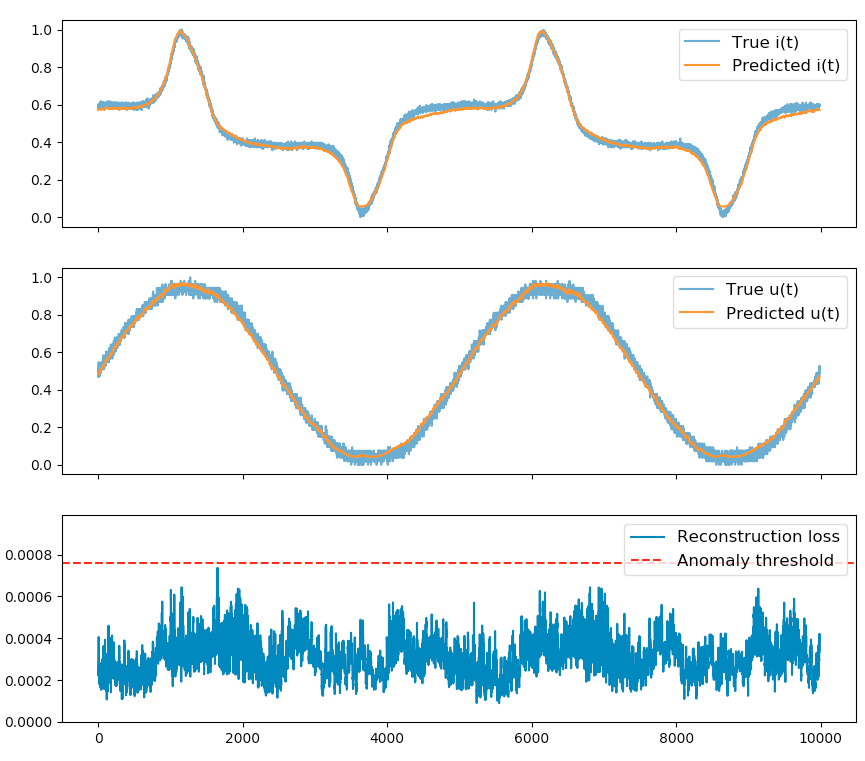 1.0
0.8
0.6
0.4
0.2
0.0
True i(t)
Predicted i(t)
1.0
0.8
0.6
0.4
0.2
0.0
True u(t)
Predicted u(t)
0.0008
0.0006
0.0004
0.0002
0.0000
Reconstruction loss
Anomaly threshold
0 2000 4000 6000 8000 10000